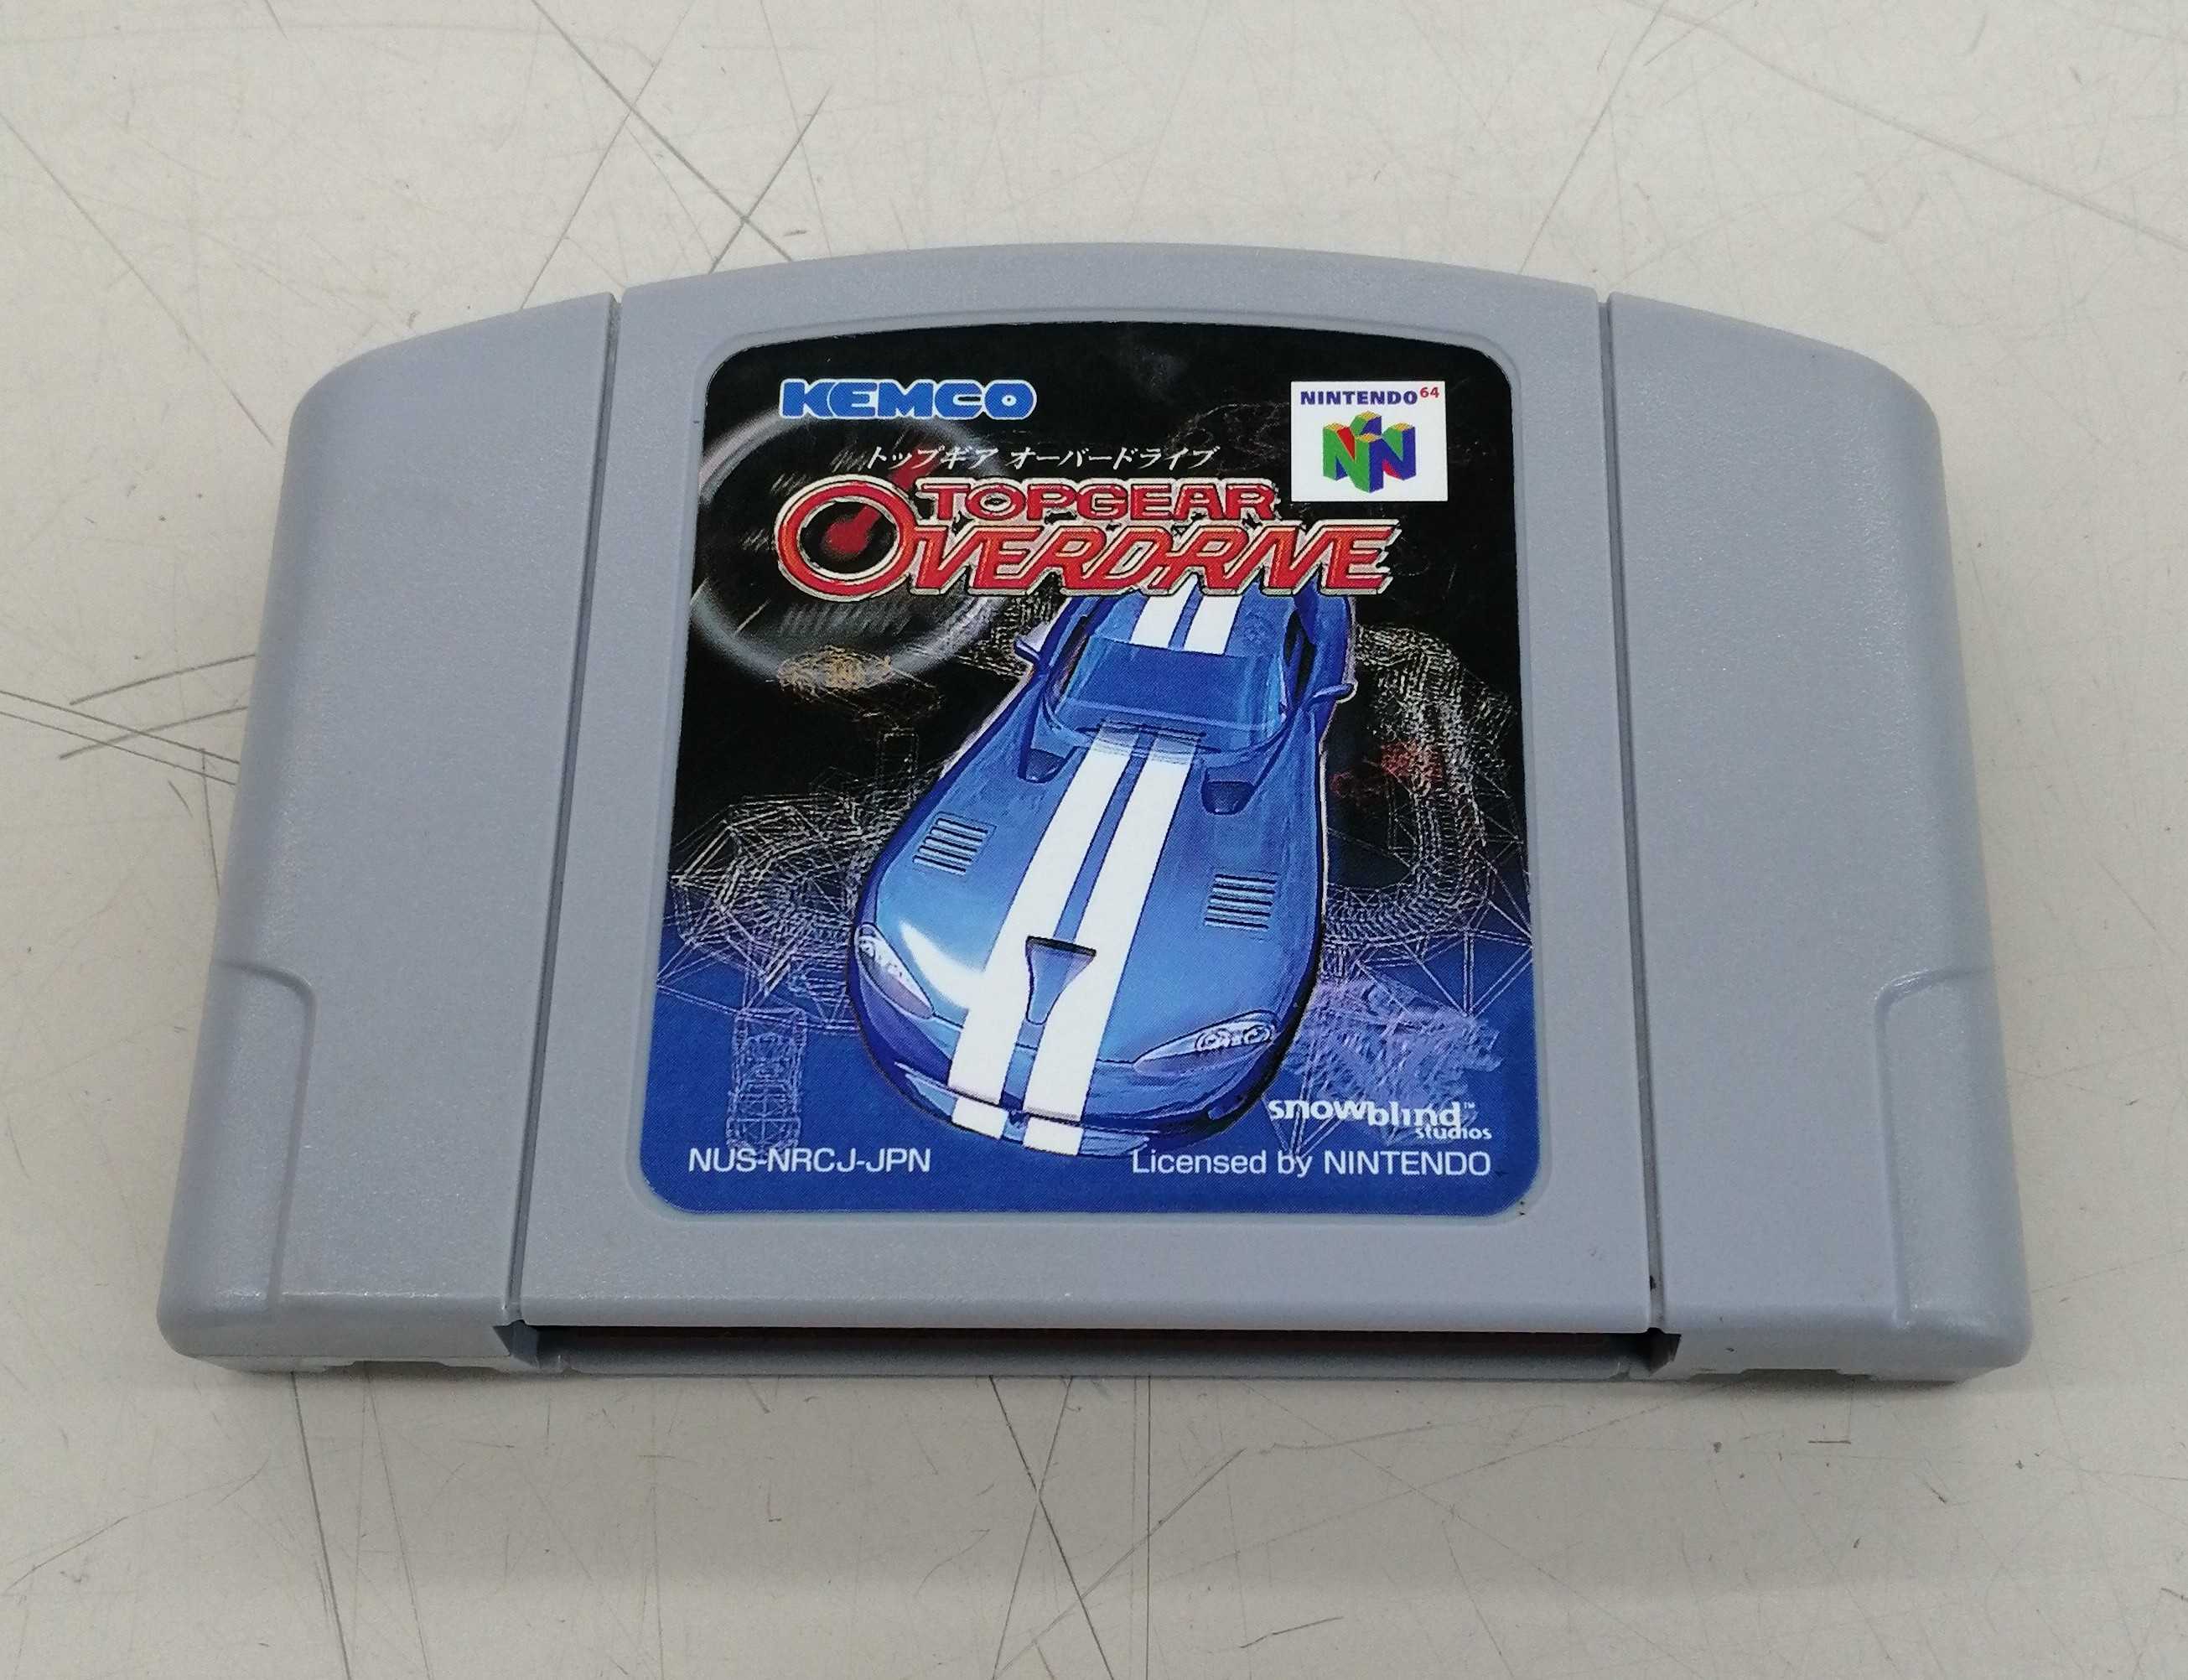 KEMCO
NINTENDO64
トップギア オーバードライブ
TOPGEAR
OVERDRIVE
snowblind™
studios
NUS-NRCJ-JPN
Licensed by NINTENDO